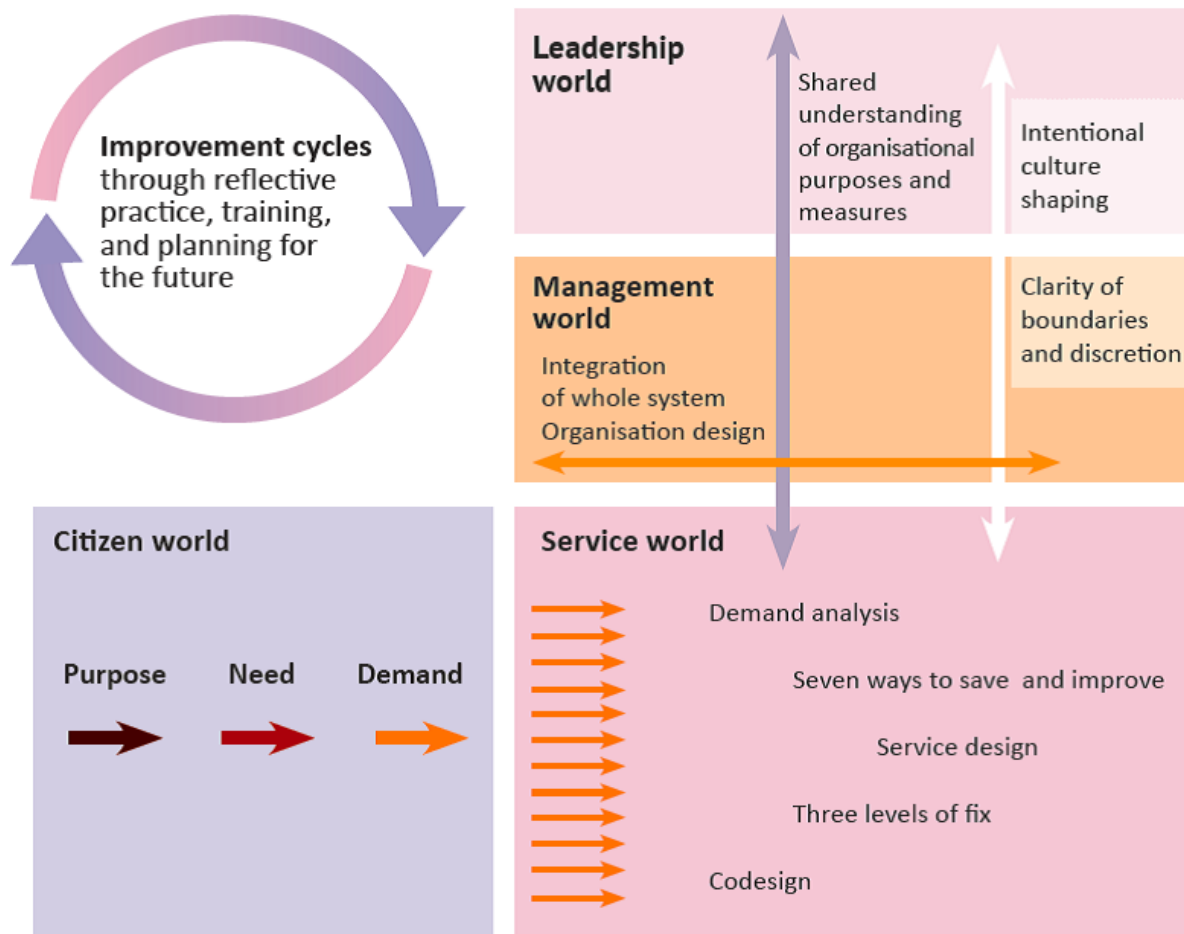 Improvement cycles
through reflective
practice, training,
and planning for
the future
Leadership
world
Shared
understanding
of organisational
purposes and
measures
Intentional
culture
shaping
Management
world
Integration
of whole system
Organisation design
Clarity of
boundaries
and discretion
Citizen world
Purpose
Need
Demand
Service world
Demand analysis
Seven ways to save and improve
Service design
Three levels of fix
Codesign